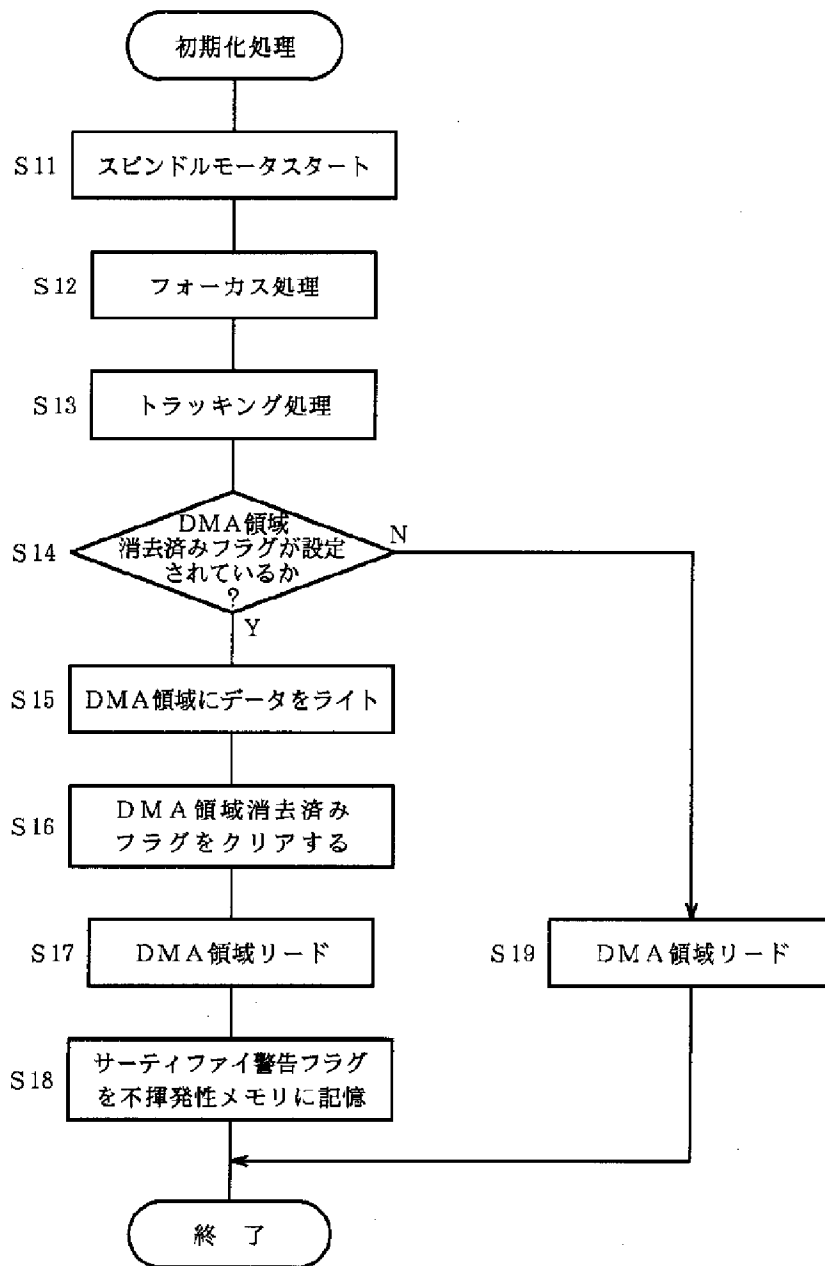 初期化処理
S11
スピンドルモータスタート
S12
フォーカス処理
S13
トラッキング処理
S14
DMA領域
消去済みフラグが設定
されているか
?
N
Y
S15
DMA領域にデータをライト
S16
DMA領域消去済み
フラグをクリアする
S17
DMA領域リード
S19
DMA領域リード
S18
サーティファイ警告フラグ
を不揮発性メモリに記憶
終 了